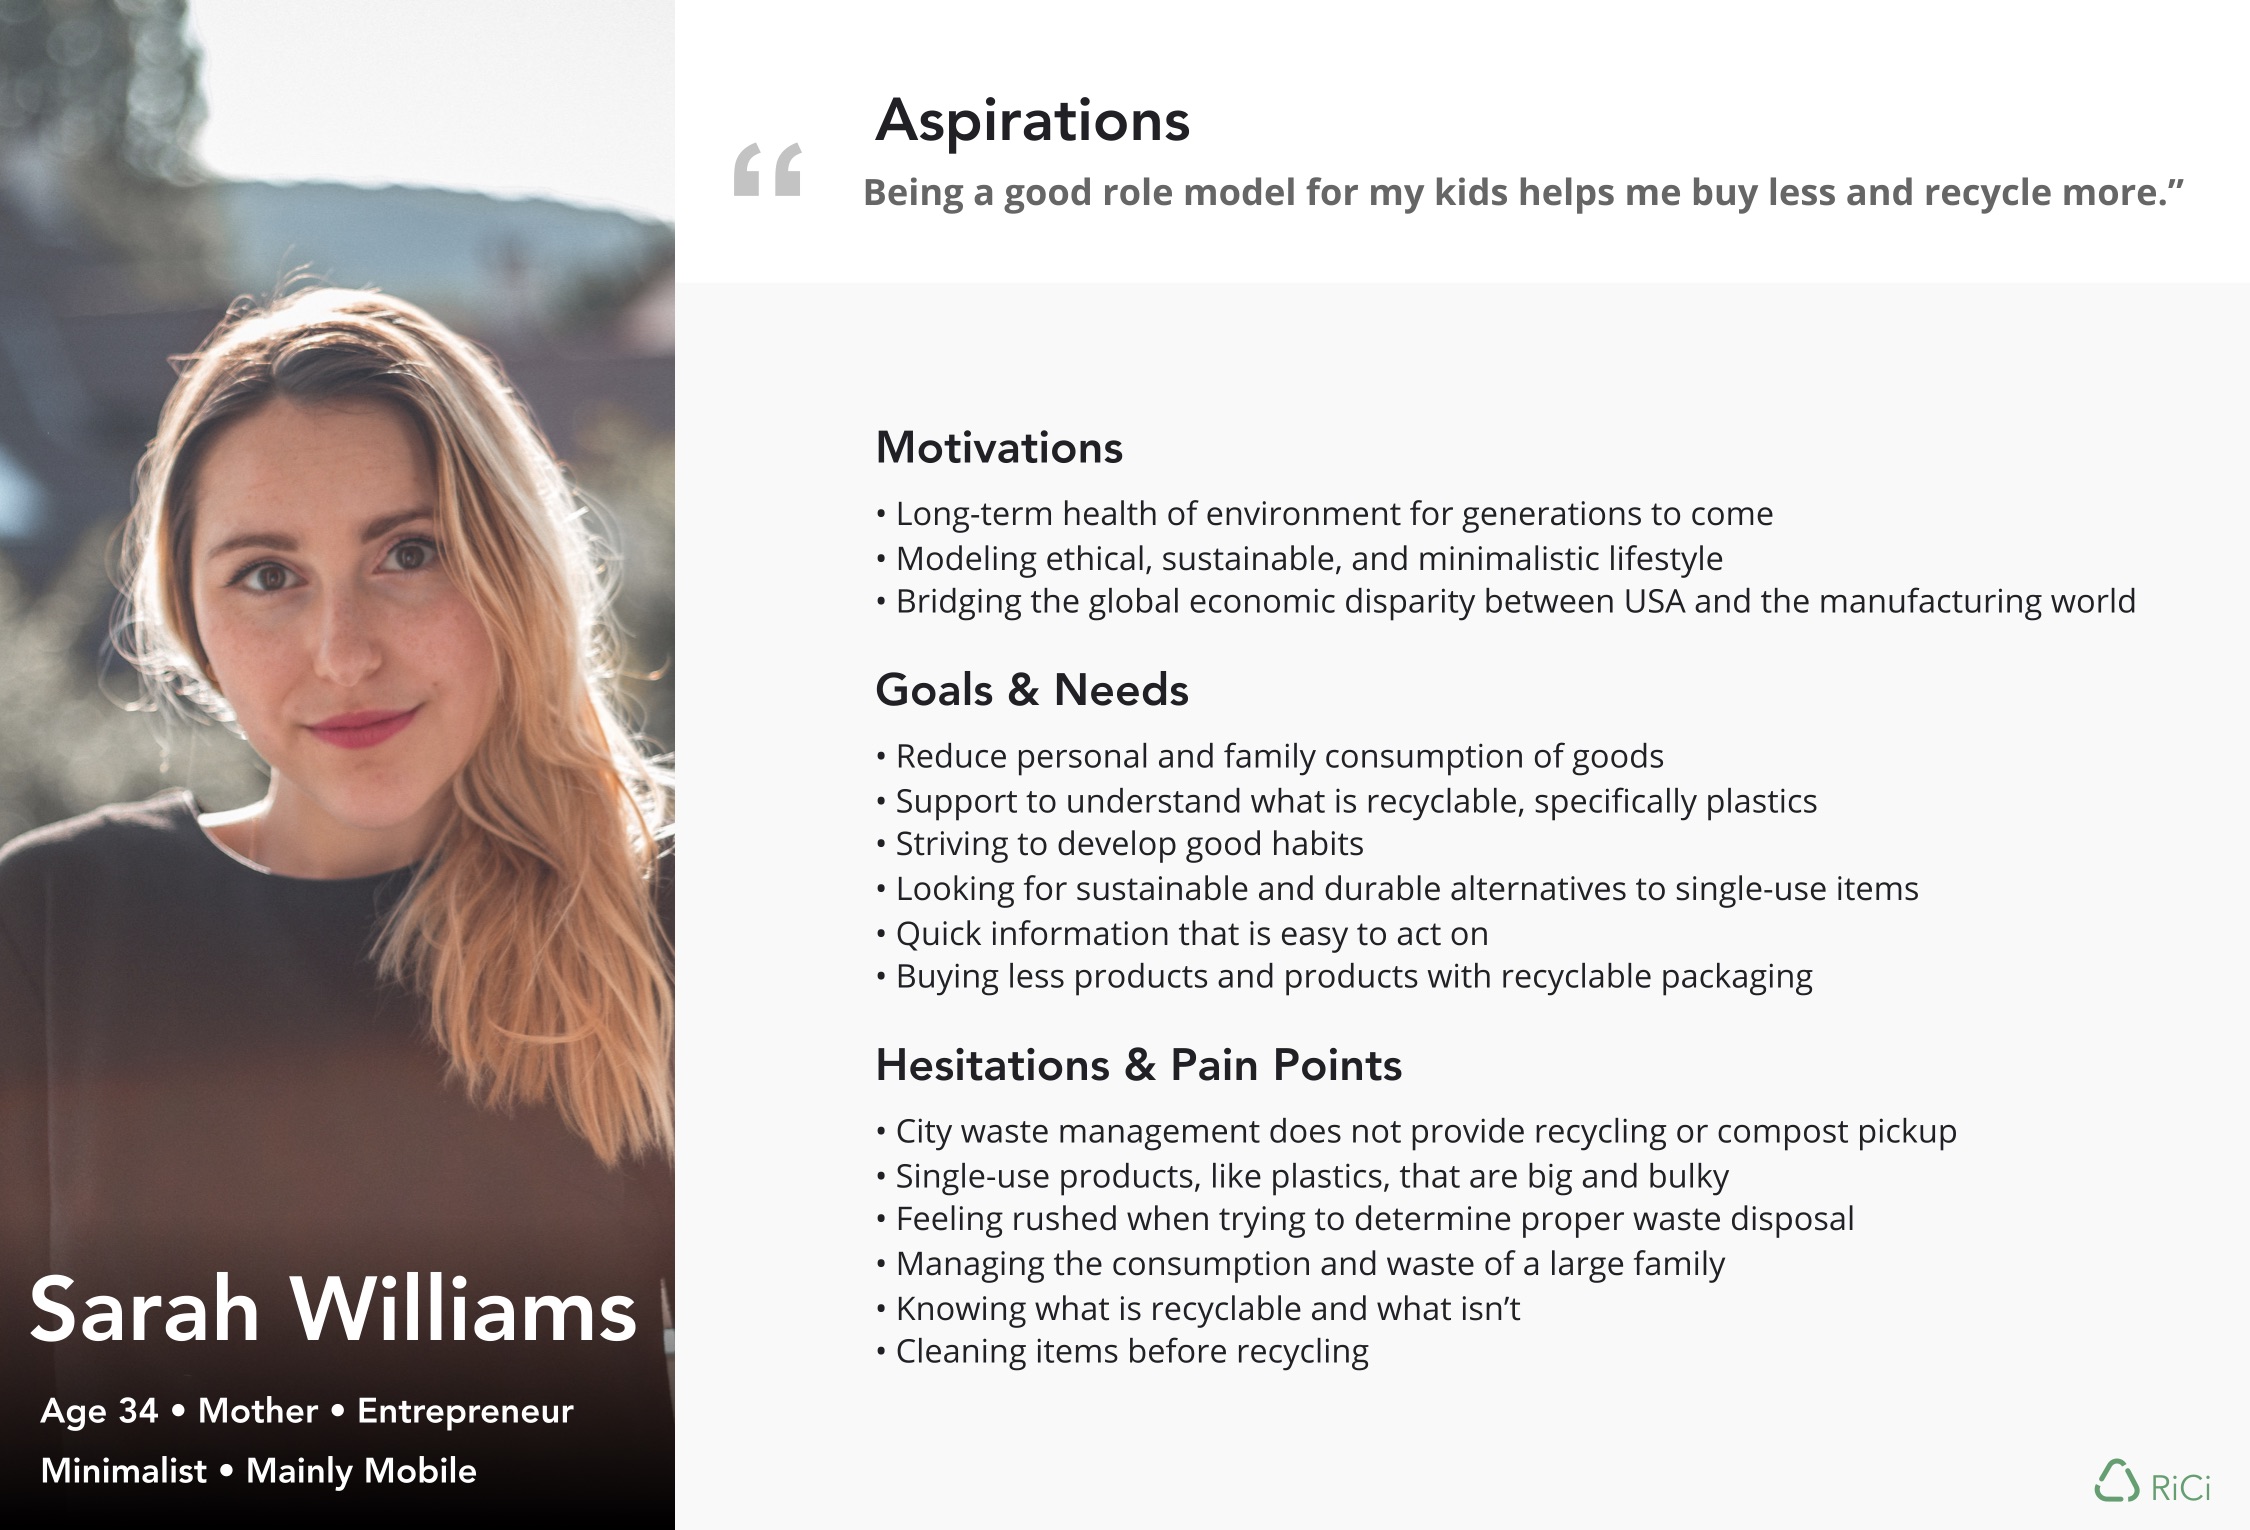 Aspirations
“ Being a good role model for my kids helps me buy less and recycle more.”
Motivations
• Long-term health of environment for generations to come
• Modeling ethical, sustainable, and minimalistic lifestyle
• Bridging the global economic disparity between USA and the manufacturing world
Goals & Needs
• Reduce personal and family consumption of goods
• Support to understand what is recyclable, specifically plastics
• Striving to develop good habits
• Looking for sustainable and durable alternatives to single-use items
• Quick information that is easy to act on
• Buying less products and products with recyclable packaging
Hesitations & Pain Points
• City waste management does not provide recycling or compost pickup
• Single-use products, like plastics, that are big and bulky
• Feeling rushed when trying to determine proper waste disposal
• Managing the consumption and waste of a large family
• Knowing what is recyclable and what isn’t
• Cleaning items before recycling
Sarah Williams
Age 34 • Mother • Entrepreneur
Minimalist • Mainly Mobile
RiCi